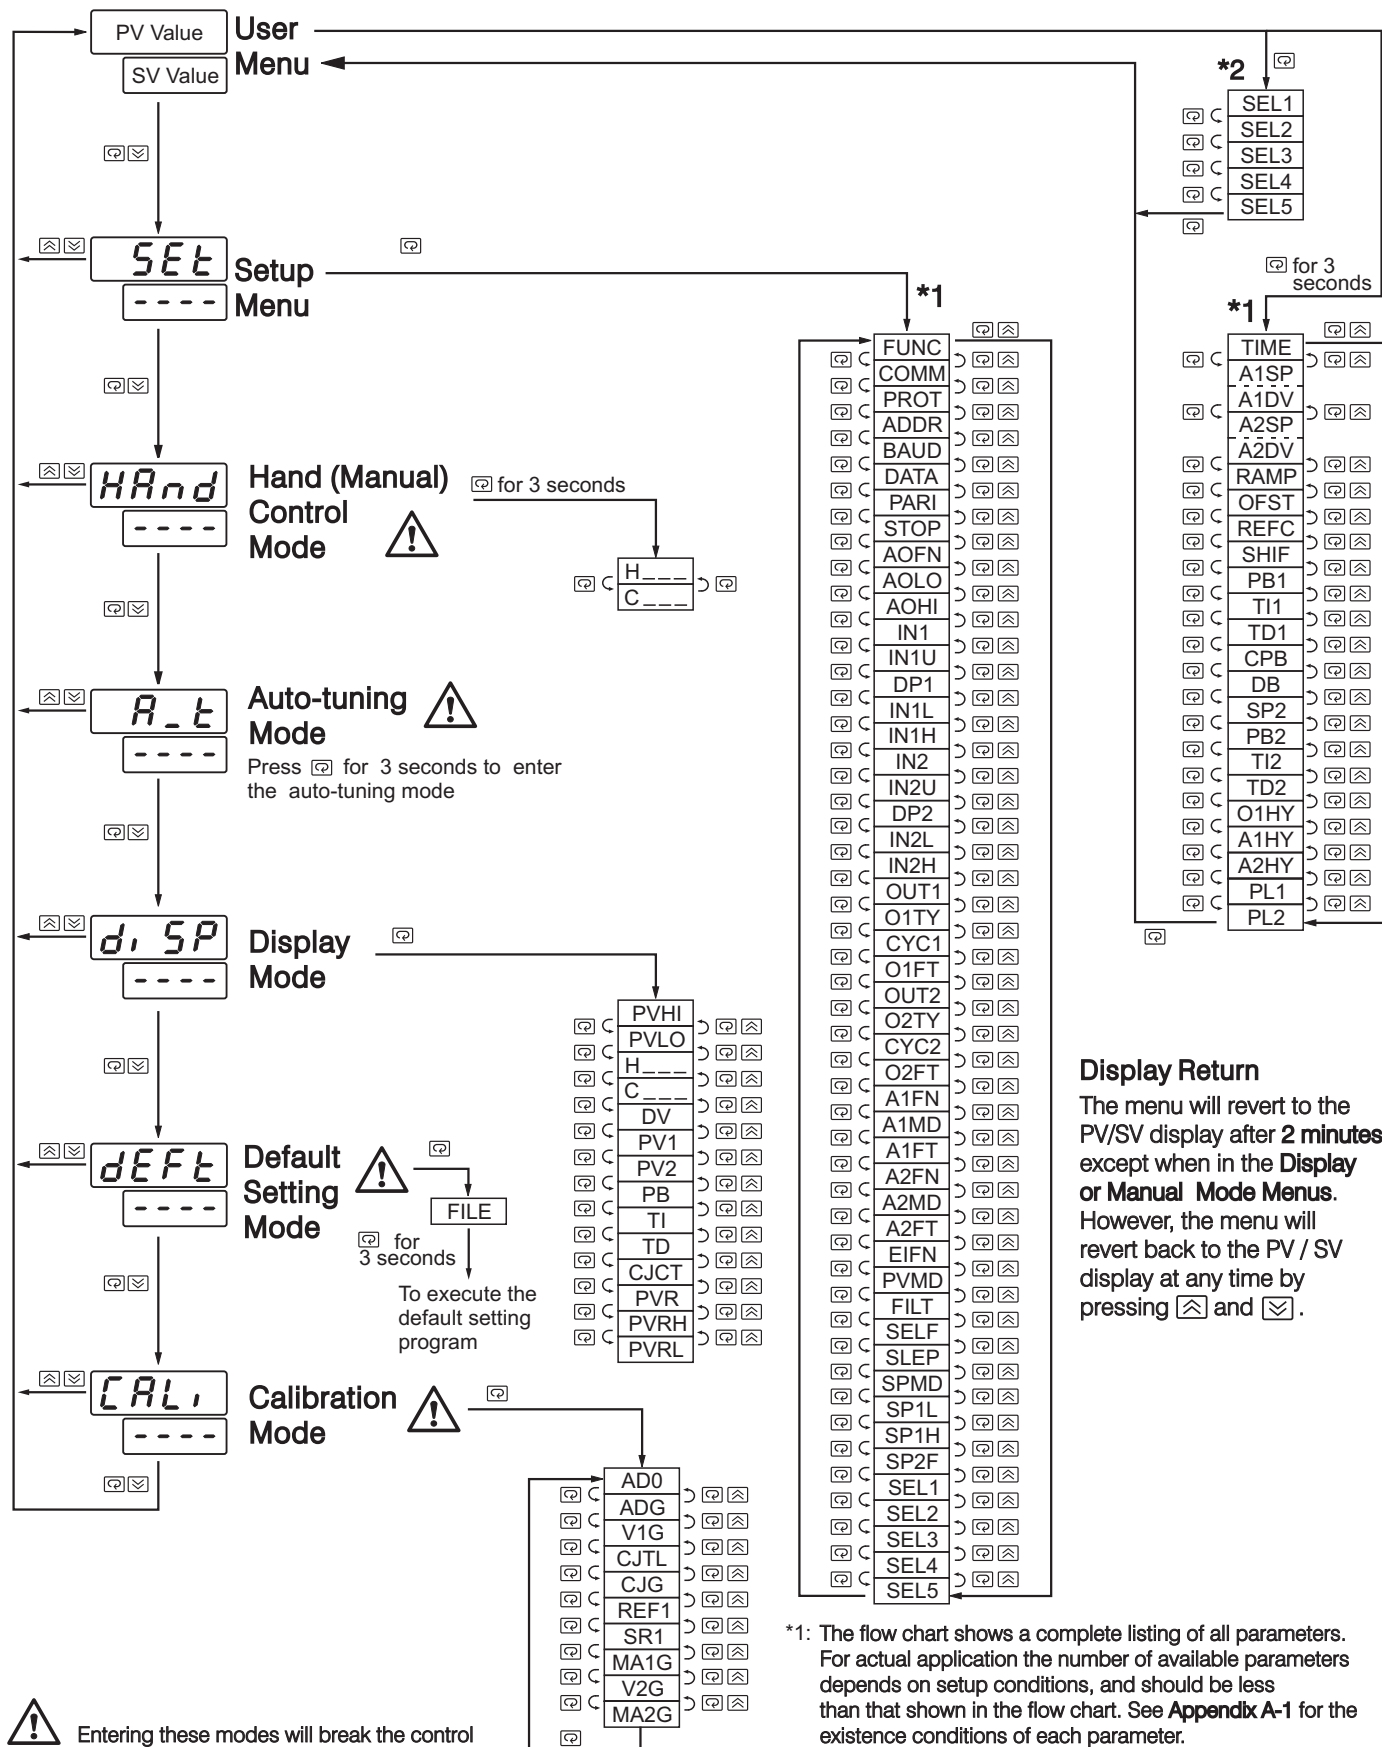 PV Value
SV Value
User
Menu
*2
SEL1
SEL2
SEL3
SEL4
SEL5
for 3
seconds
SEt
- - - -
Setup
Menu
*1
FUNC
COMM
PROT
ADDR
BAUD
DATA
PARI
STOP
AOFN
AOLO
AOHI
IN1
IN1U
DP1
IN1L
IN1H
IN2
IN2U
DP2
IN2L
IN2H
OUT1
O1TY
CYC1
O1FT
OUT2
O2TY
CYC2
O2FT
A1FN
A1MD
A1FT
A2FN
A2MD
A2FT
EIFN
PVMD
FILT
SELF
SLEP
SPMD
SP1L
SP1H
SP2F
SEL1
SEL2
SEL3
SEL4
SEL5
*1
TIME
A1SP
A1DV
A2SP
A2DV
RAMP
OFST
REFC
SHIF
PB1
TI1
TD1
CPB
DB
SP2
PB2
TI2
TD2
O1HY
A1HY
A2HY
PL1
PL2
HAnd
- - - -
Hand (Manual)
Control
Mode
for 3 seconds
H_ _ _
C_ _ _
A_t
- - - -
Auto-tuning
Mode
Press for 3 seconds to enter
the auto-tuning mode
diSP
- - - -
Display
Mode
PVHI
PVLO
H_ _ _
C_ _ _
DV
PV1
PV2
PB
TI
TD
CJCT
PVR
PVRH
PVRL
dEFt
- - - -
Default
Setting
Mode
FILE
for
3 seconds
To execute the
default setting
program
CALi
- - - -
Calibration
Mode
AD0
ADG
V1G
CJTL
CJG
REF1
SR1
MA1G
V2G
MA2G
Display Return
The menu will revert to the
PV/SV display after 2 minutes
except when in the Display
or Manual Mode Menus.
However, the menu will
revert back to the PV / SV
display at any time by
pressing and .
*1: The flow chart shows a complete listing of all parameters.
For actual application the number of available parameters
depends on setup conditions, and should be less
than that shown in the flow chart. See Appendix A-1 for the
existence conditions of each parameter.
Entering these modes will break the control